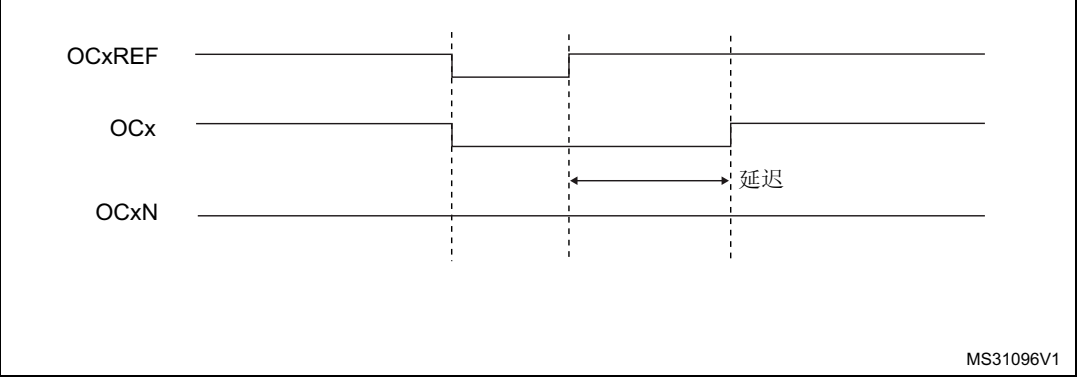 OCxREF
OCx
延迟
OCxN
MS31096V1